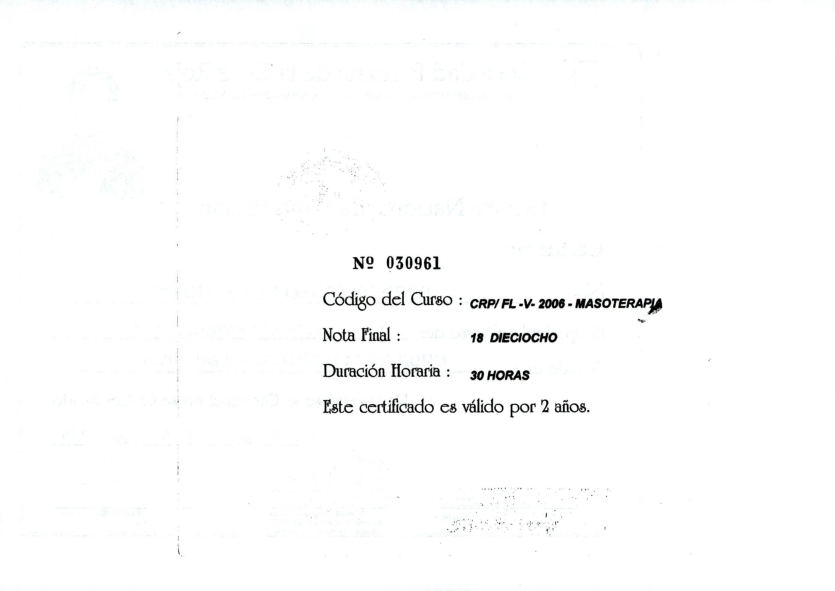 Nº 030961
Código del Curso : CRP/ FL -V- 2006 - MASOTERAPIA
Nota Final : 18 DIECIOCHO
Duración Horaria : 30 HORAS
Este certificado es válido por 2 años.